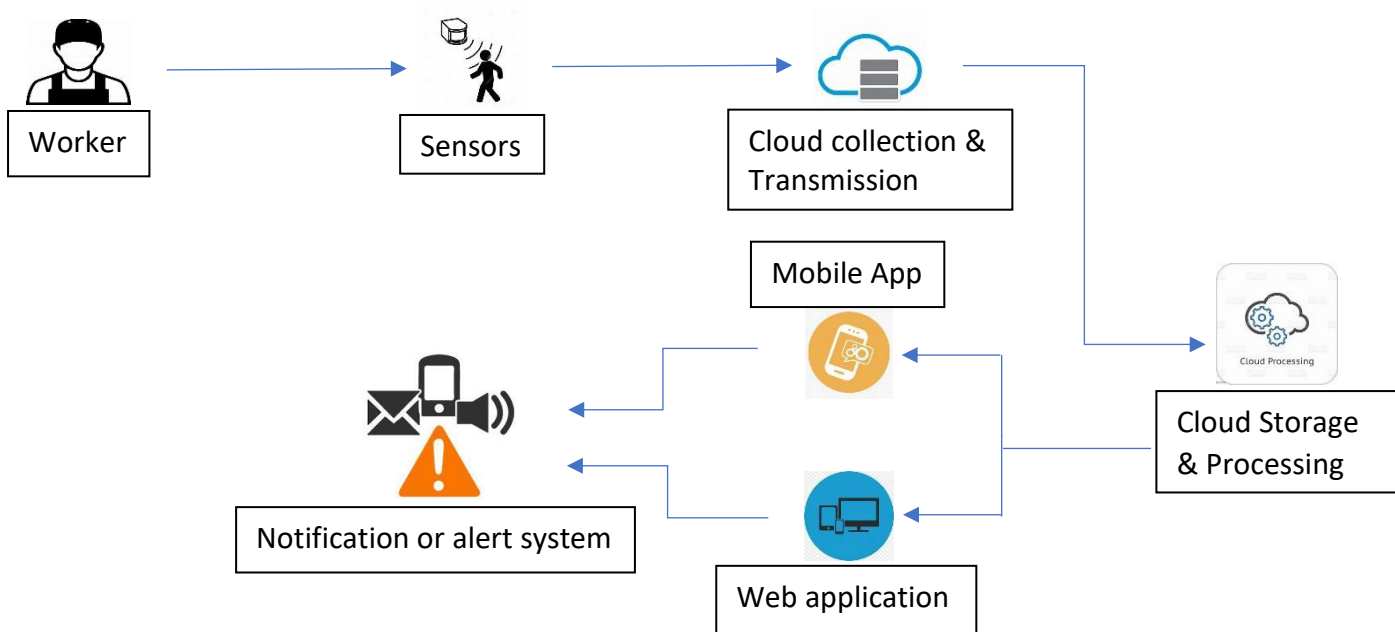 Worker
Sensors
Cloud collection &
Transmission
Mobile App
Cloud Processing
Cloud Storage
& Processing
Notification or alert system
Web application